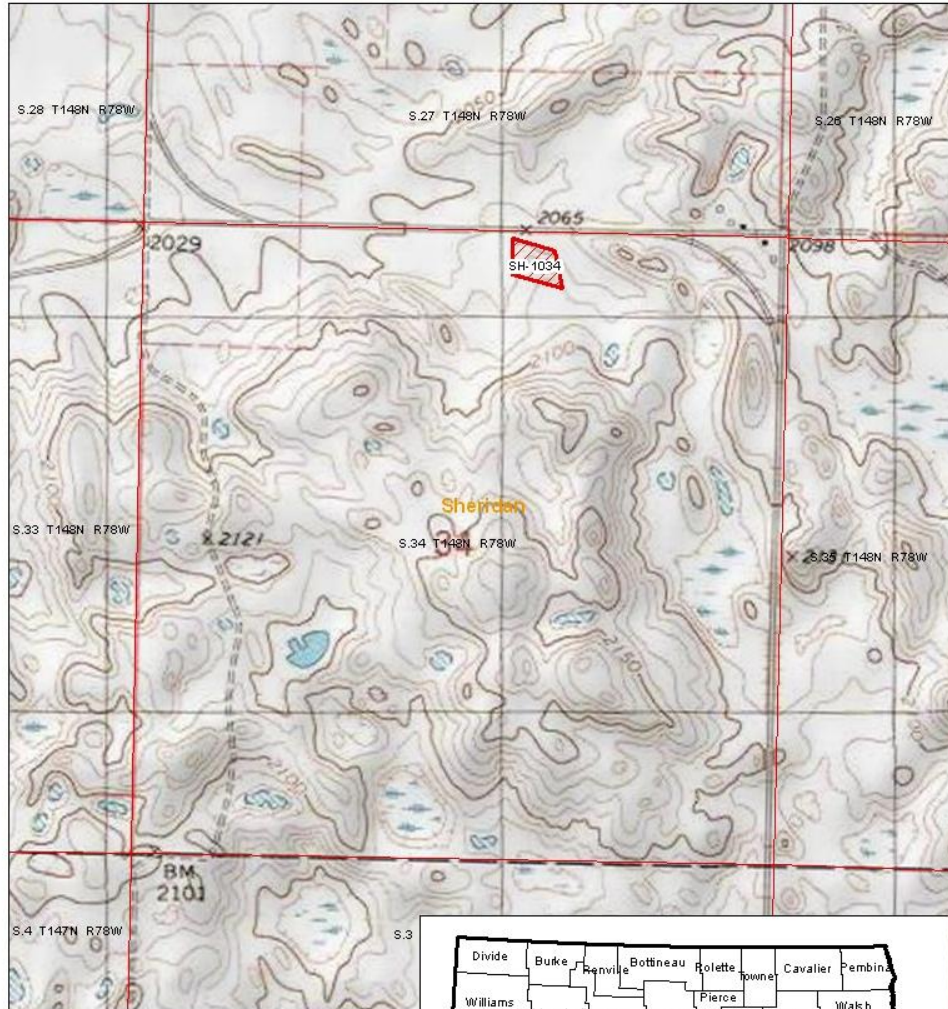 S.28 T148N R78W
S.27 T148N R78W
S.26 T148N R78W
2050
2065
2029
2098
SH-1034
2100
Sheridan
34
S.33 T148N R78W
S.34 T148N R78W
S.35 T148N R78W
2121
2150
2100
BM
2101
S.4 T147N R78W
S.3
Divide
Burke
Renville
Bottineau
Rolette
Towner
Cavalier
Pembina
Williams
Pierce
Walsh